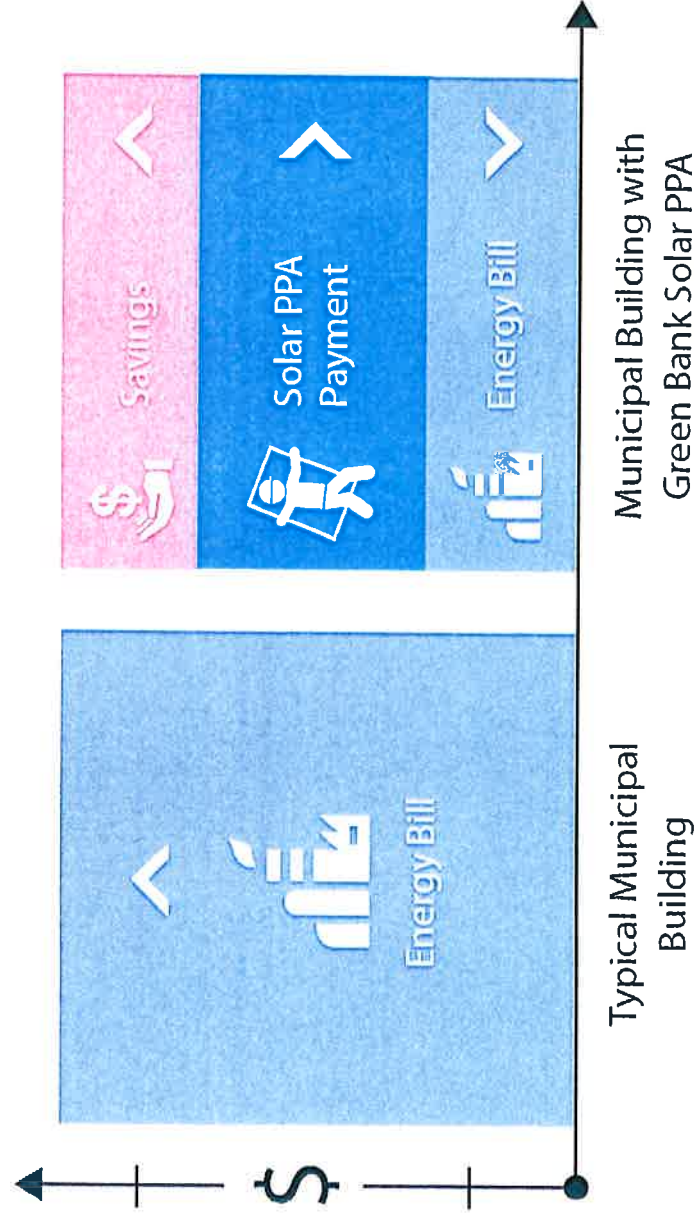 $
Energy Bill
Typical Municipal
Building
$
Savings
Solar PPA
Payment
Energy Bill
Municipal Building with
Green Bank Solar PPA